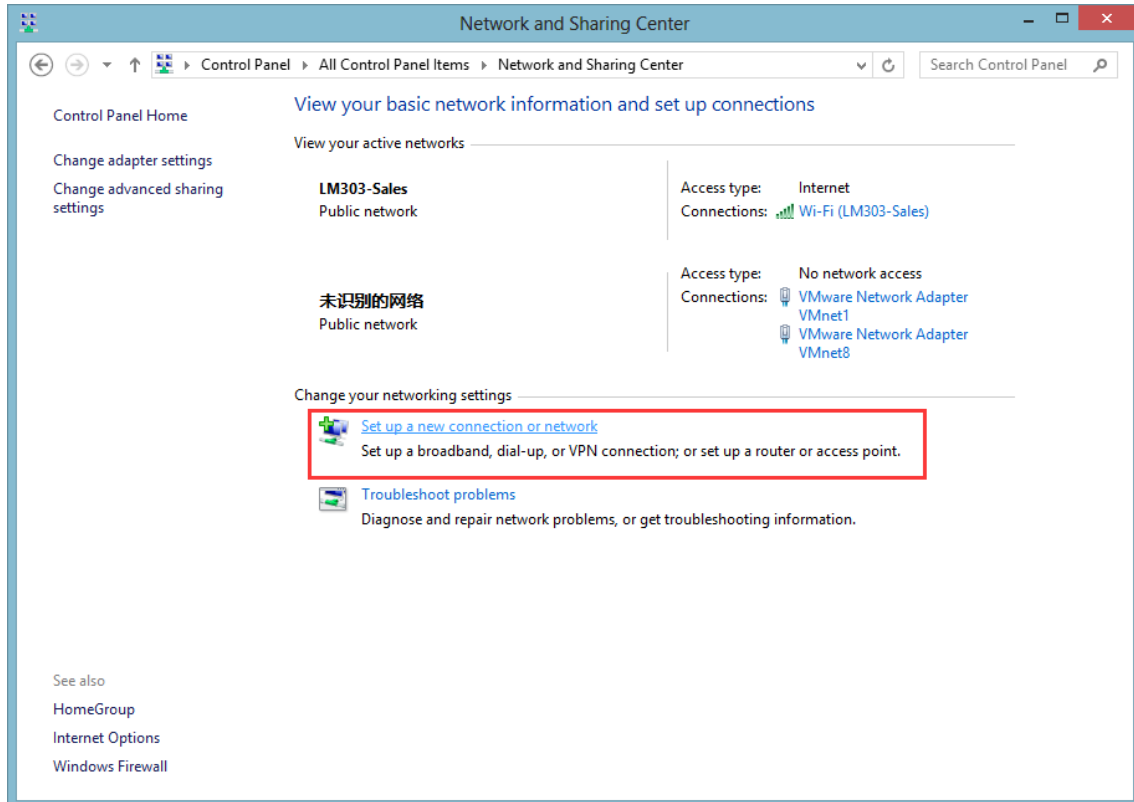 Network and Sharing Center
Control Panel All Control Panel Items Network and Sharing Center
Search Control Panel
Control Panel Home
Change adapter settings
Change advanced sharing
settings
View your basic network information and set up connections
View your active networks
LM303-Sales
Public network
Access type: Internet
Connections: Wi-Fi (LM303-Sales)
未识别的网络
Public network
Access type: No network access
Connections: VMware Network Adapter
VMnet1
VMware Network Adapter
VMnet8
Change your networking settings
Set up a new connection or network
Set up a broadband, dial-up, or VPN connection; or set up a router or access point.
Troubleshoot problems
Diagnose and repair network problems, or get troubleshooting information.
See also
HomeGroup
Internet Options
Windows Firewall